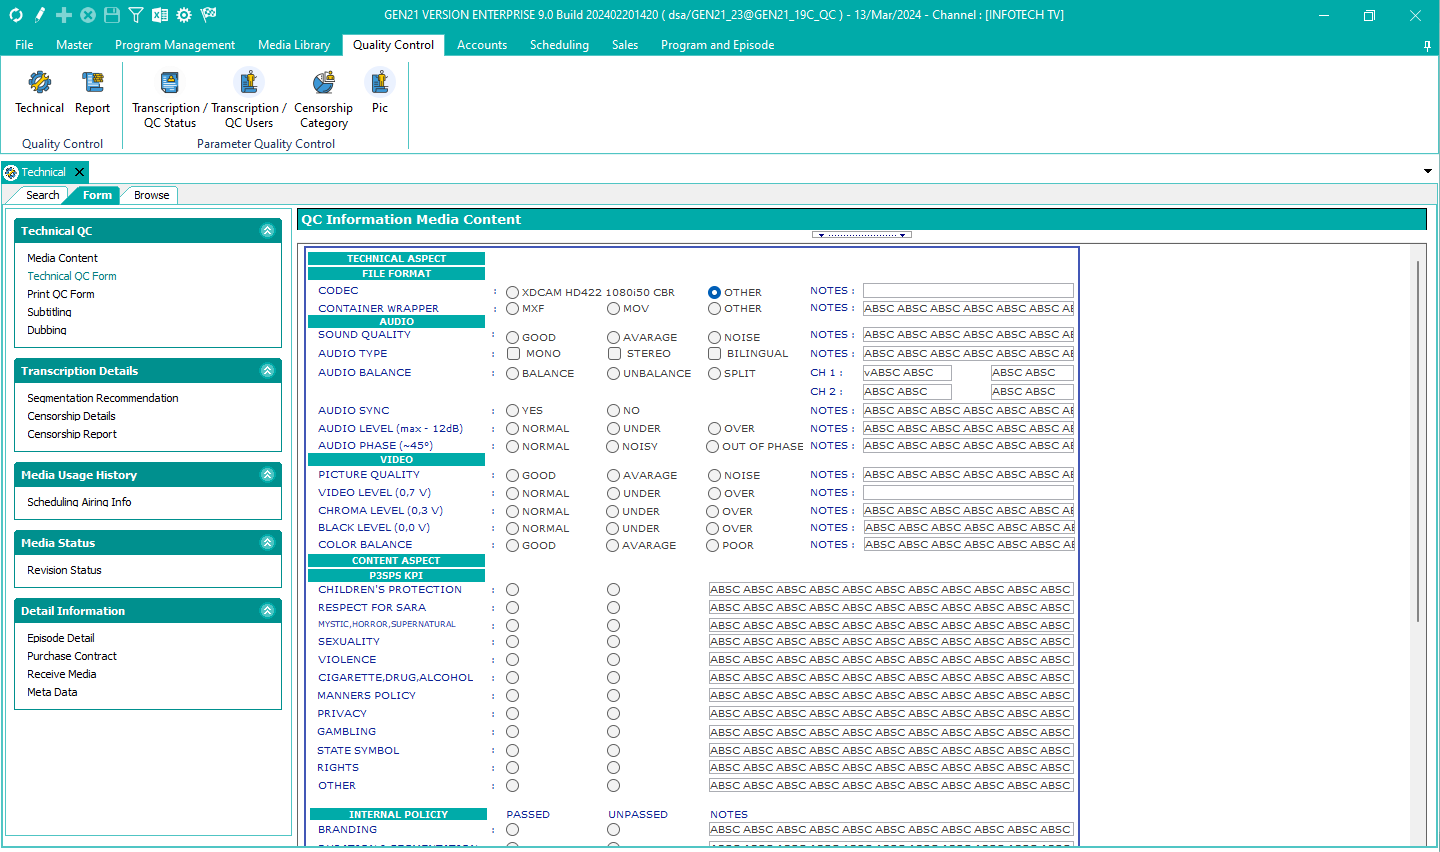 GEN21 VERSION ENTERPRISE 9.0 Build 202402201420 ( dsa/GEN21_23@GEN21_19C_QC ) - 13/Mar/2024 - Channel : [INFOTECH TV]
File Master Program Management Media Library Quality Control Accounts Scheduling Sales Program and Episode
Technical Report Transcription / QC Status Transcription / QC Users Censorship Category Pic
Quality Control Parameter Quality Control
Technical
Search Form Browse
Technical QC
Media Content
Technical QC Form
Print QC Form
Subtitling
Dubbing
Transcription Details
Segmentation Recommendation
Censorship Details
Censorship Report
Media Usage History
Scheduling Airing Info
Media Status
Revision Status
Detail Information
Episode Detail
Purchase Contract
Receive Media
Meta Data
QC Information Media Content
TECHNICAL ASPECT
FILE FORMAT
CODEC : XDCAM HD422 1080i50 CBR OTHER NOTES :
CONTAINER WRAPPER : MXF MOV OTHER NOTES : ABSC ABSC ABSC ABSC ABSC ABSC AE
AUDIO
SOUND QUALITY : GOOD AVARAGE NOISE NOTES : ABSC ABSC ABSC ABSC ABSC ABSC AE
AUDIO TYPE : MONO STEREO BILINGUAL NOTES : ABSC ABSC ABSC ABSC ABSC ABSC AE
AUDIO BALANCE : BALANCE UNBALANCE SPLIT CH 1 : vABSC ABSC ABSC ABSC
CH 2 : ABSC ABSC ABSC ABSC
AUDIO SYNC : YES NO NOTES : ABSC ABSC ABSC ABSC ABSC ABSC AE
AUDIO LEVEL (max - 12dB) : NORMAL UNDER OVER NOTES : ABSC ABSC ABSC ABSC ABSC ABSC AE
AUDIO PHASE (~45°) : NORMAL NOISY OUT OF PHASE NOTES : ABSC ABSC ABSC ABSC ABSC ABSC AE
VIDEO
PICTURE QUALITY : GOOD AVARAGE NOISE NOTES : ABSC ABSC ABSC ABSC ABSC ABSC AE
VIDEO LEVEL (0,7 V) : NORMAL UNDER OVER NOTES :
CHROMA LEVEL (0,3 V) : NORMAL UNDER OVER NOTES : ABSC ABSC ABSC ABSC ABSC ABSC AE
BLACK LEVEL (0,0 V) : NORMAL UNDER OVER NOTES : ABSC ABSC ABSC ABSC ABSC ABSC AE
COLOR BALANCE : GOOD AVARAGE POOR NOTES : ABSC ABSC ABSC ABSC ABSC ABSC AE
CONTENT ASPECT
P3SPS KPI
CHILDREN'S PROTECTION : ABSC ABSC ABSC ABSC ABSC ABSC ABSC ABSC ABSC ABSC ABSC
RESPECT FOR SARA : ABSC ABSC ABSC ABSC ABSC ABSC ABSC ABSC ABSC ABSC ABSC
MYSTIC,HORROR,SUPERNATURAL : ABSC ABSC ABSC ABSC ABSC ABSC ABSC ABSC ABSC ABSC ABSC
SEXUALITY : ABSC ABSC ABSC ABSC ABSC ABSC ABSC ABSC ABSC ABSC ABSC
VIOLENCE : ABSC ABSC ABSC ABSC ABSC ABSC ABSC ABSC ABSC ABSC ABSC
CIGARETTE,DRUG,ALCOHOL : ABSC ABSC ABSC ABSC ABSC ABSC ABSC ABSC ABSC ABSC ABSC
MANNERS POLICY : ABSC ABSC ABSC ABSC ABSC ABSC ABSC ABSC ABSC ABSC ABSC
PRIVACY : ABSC ABSC ABSC ABSC ABSC ABSC ABSC ABSC ABSC ABSC ABSC
GAMBLING : ABSC ABSC ABSC ABSC ABSC ABSC ABSC ABSC ABSC ABSC ABSC
STATE SYMBOL : ABSC ABSC ABSC ABSC ABSC ABSC ABSC ABSC ABSC ABSC ABSC
RIGHTS : ABSC ABSC ABSC ABSC ABSC ABSC ABSC ABSC ABSC ABSC ABSC
OTHER : ABSC ABSC ABSC ABSC ABSC ABSC ABSC ABSC ABSC ABSC ABSC
INTERNAL POLICIY PASSED UNPASSED NOTES
BRANDING : ABSC ABSC ABSC ABSC ABSC ABSC ABSC ABSC ABSC ABSC ABSC